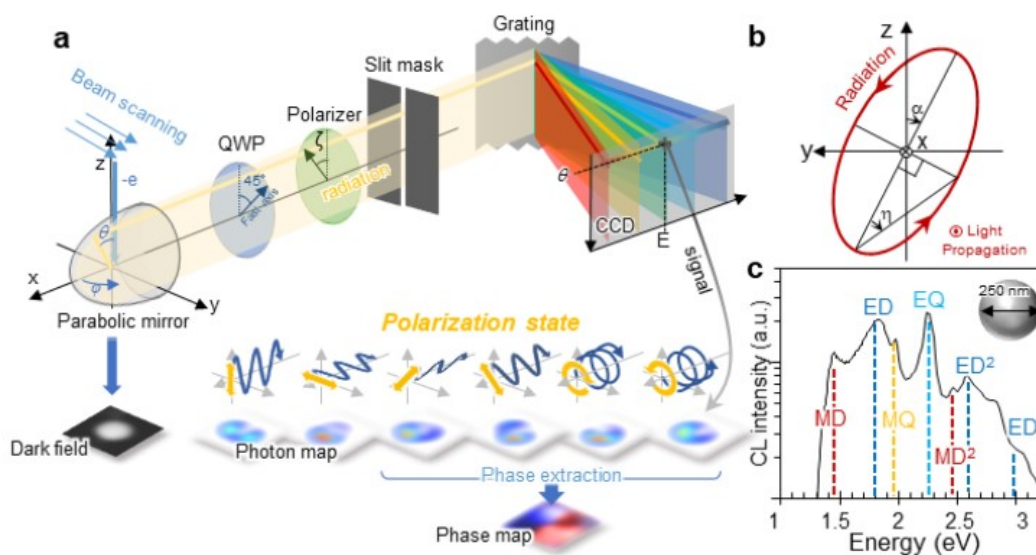 a
Beam scanning
z
-e
θ
φ
x
y
Parabolic mirror
QWP
45°
Fast axis
Polarizer
ζ
radiation
Slit mask
Grating
θ
CCD
E
signal
Polarization state
Dark field
Photon map
Phase extraction
Phase map
b
z
Radiation
α
y
x
η
Light
Propagation
c
CL intensity (a.u.)
250 nm
ED
EQ
ED²
MD
MQ
MD²
ED
1 1.5 2 2.5 3
Energy (eV)